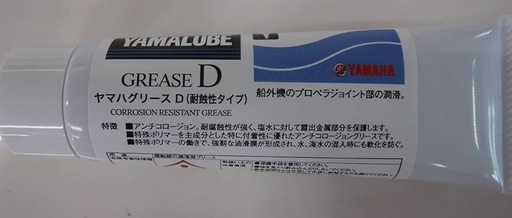 YAMALUBE
GREASE D
ヤマハグリースD(耐蝕性タイプ)
CORROSION RESISTANT GREASE
YAMAHA
船外機のプロペラジョイント部の潤滑。
特徴 ■アンチコロージョン。耐腐蝕性が強く、塩水に対して露出金属部分を保護します。
■特殊ポリマーを主成分とした特に付着性に優れたアンチコロージョングリースです。
■特殊ポリマーの働きで、強靭な油滑膜が形成され、水、海水の混入時にも軟化を防ぐ。